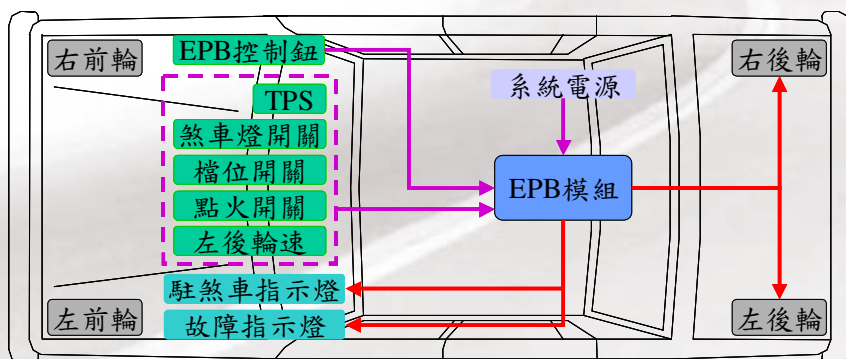 右前輪
EPB控制鈕
右後輪
系統電源
TPS
煞車燈開關
檔位開關
EPB模組
點火開關
左後輪速
駐煞車指示燈
左前輪
故障指示燈
左後輪